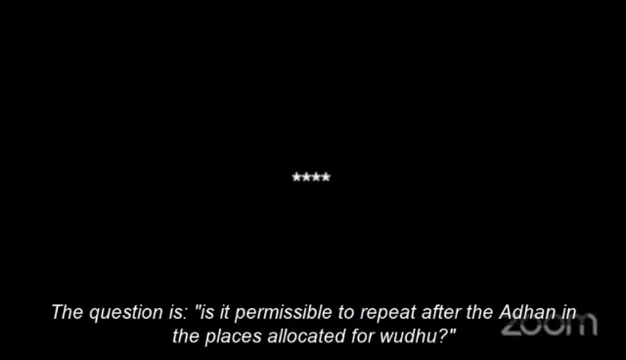 ****
The question is: "is it permissible to repeat after the Adhan in
the places allocated for wudhu?"
zoom